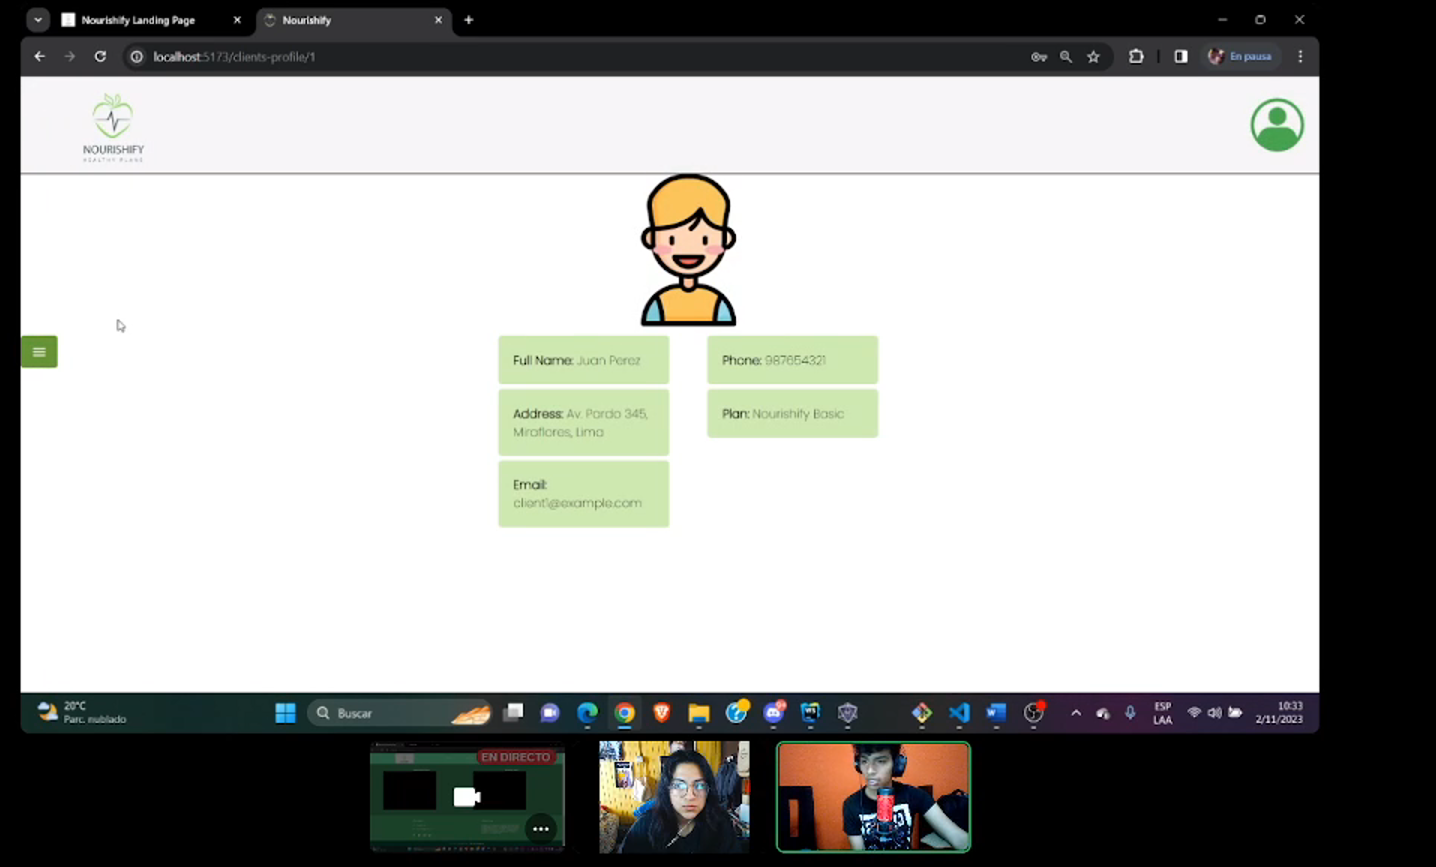 Nourishify Landing Page
Nourishify
localhost:5173/clients-profile/1
En pausa
NOURISHIFY
HEALTHY PLANS
Full Name: Juan Perez
Phone: 987654321
Address: Av. Pardo 345,
Miraflores, Lima
Plan: Nourishify Basic
Email:
client1@example.com
20°C
Parc. nublado
Buscar
ESP
LAA
10:33
2/11/2023
EN DIRECTO